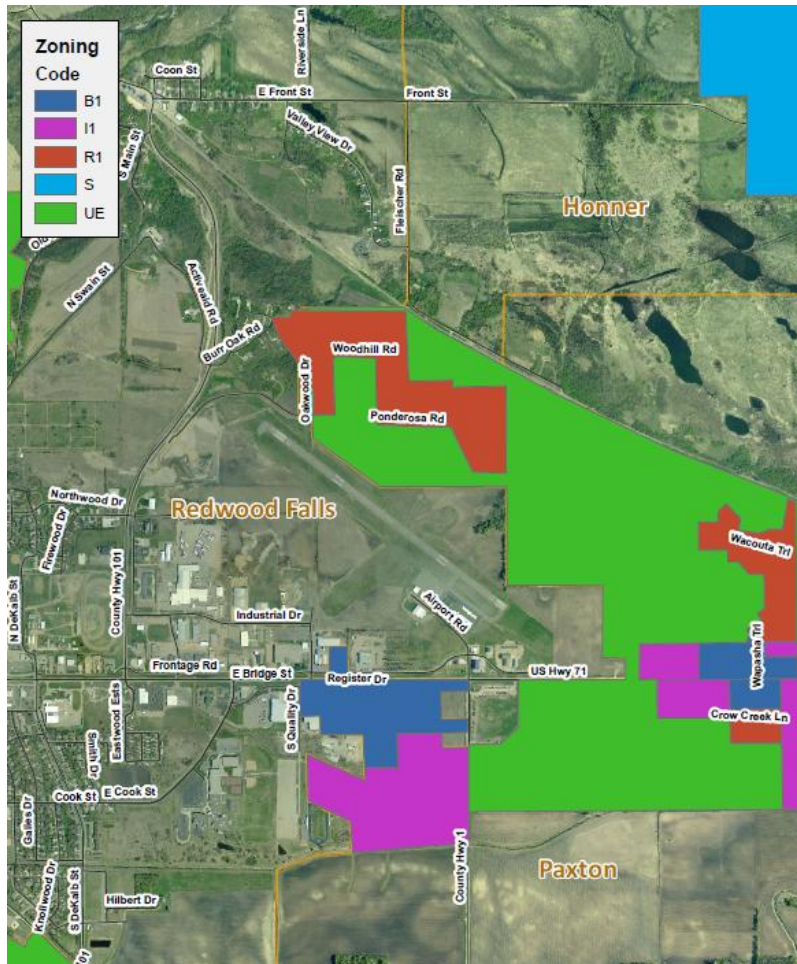 Zoning
Code
B1
I1
R1
S
UE
Coon St
Riverside Ln
E Front St
Front St
S Main St
Valley View Dr
Fleischer Rd
Honner
Old
N Swain St
Activeaid Rd
Burr Oak Rd
Woodhill Rd
Oakwood Dr
Ponderosa Rd
Northwood Dr
Redwood Falls
Firewood Dr
County Hwy 101
Wacouta Trl
N DeKalb St
Airport Rd
Industrial Dr
Frontage Rd
E Bridge St
Register Dr
US Hwy 71
Wapasha Trl
Eastwood Ests
S Quality Dr
Smith Dr
Crow Creek Ln
Cook St
E Cook St
Galles Dr
County Hwy 1
Paxton
Knollwood Dr
S DeKalb St
Hilbert Dr
101